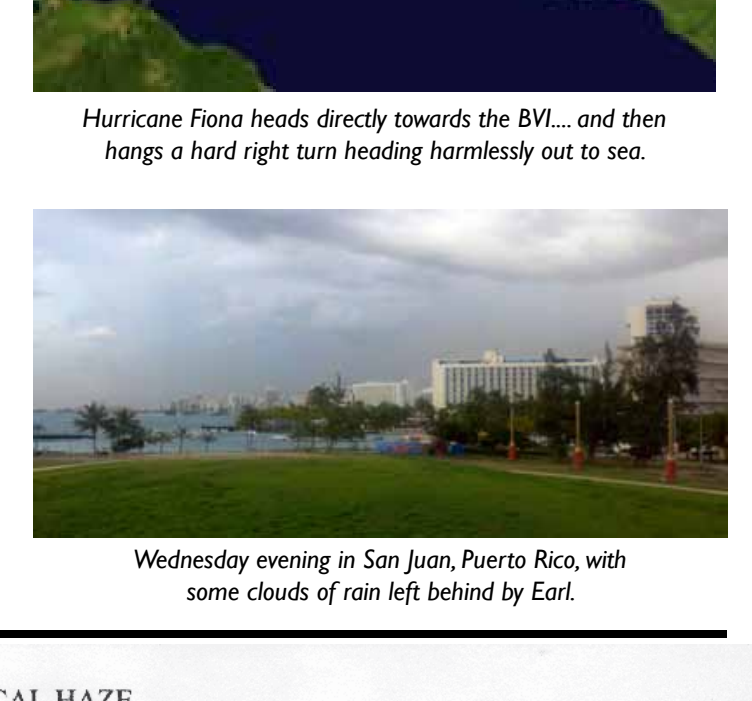 Hurricane Fiona heads directly towards the BVI.... and then
hangs a hard right turn heading harmlessly out to sea.
Wednesday evening in San Juan, Puerto Rico, with
some clouds of rain left behind by Earl.
HAZE